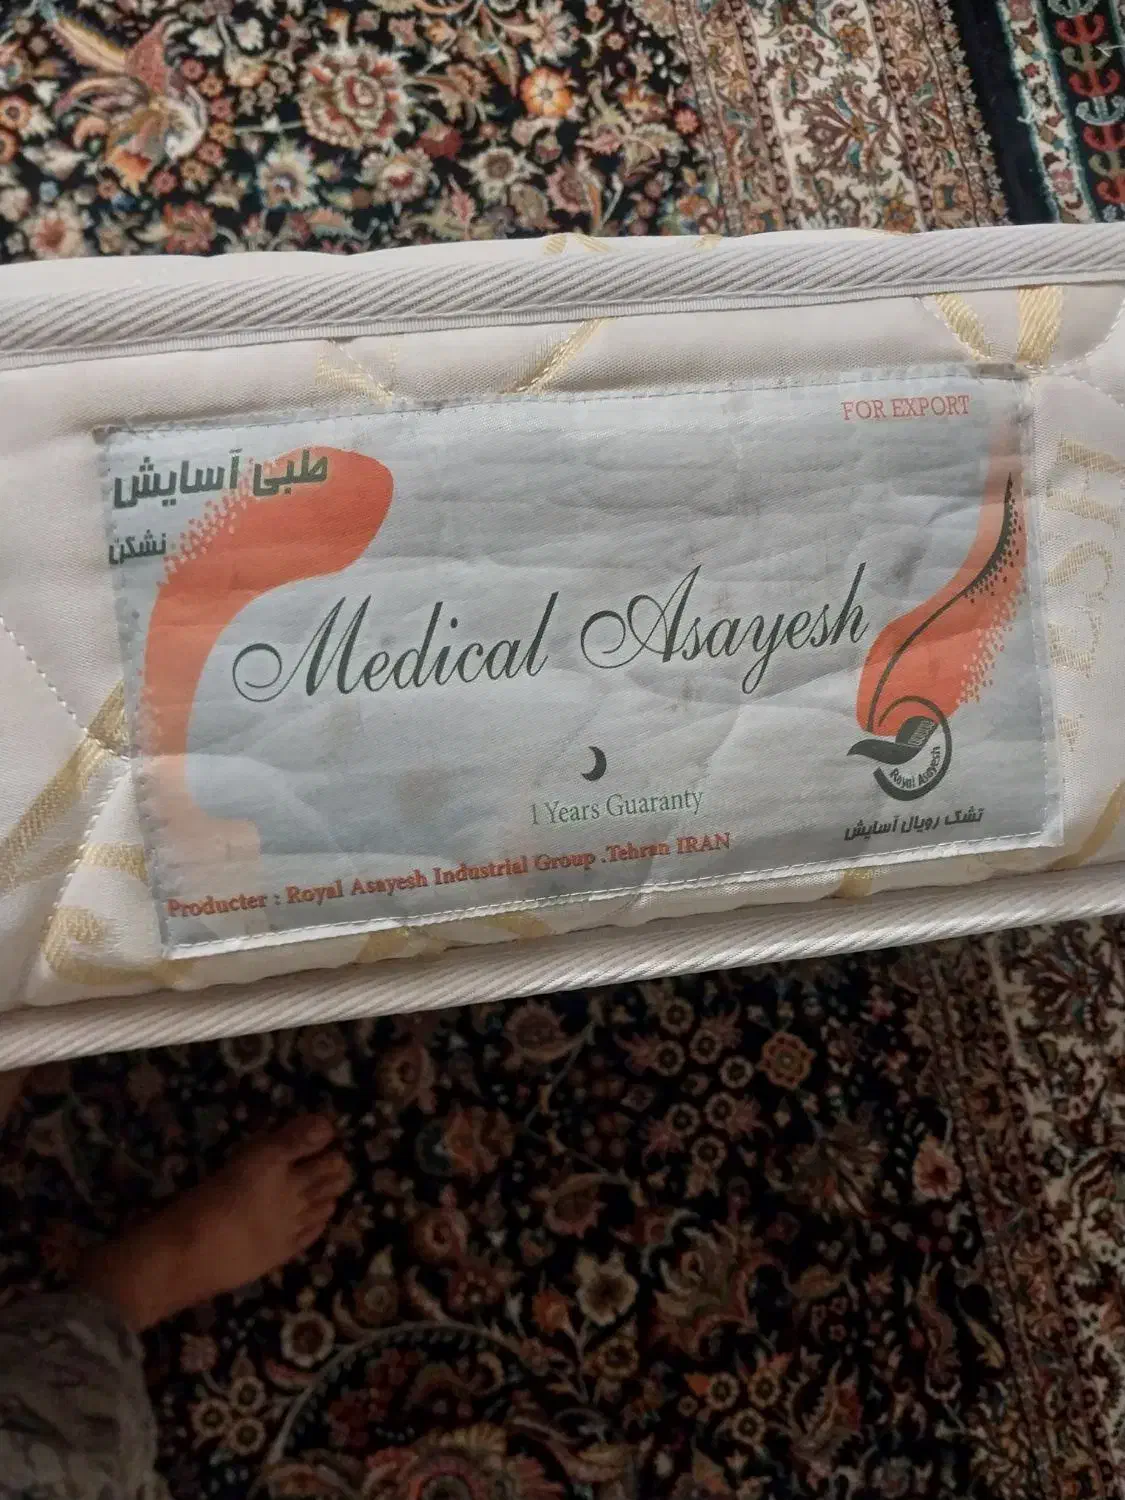 FOR EXPORT
طبی آسایش
نشکن
Medical Asayesh
1 Years Guaranty
Royal Asayesh
تشک رویال آسایش
Producter : Royal Asayesh Industrial Group .Tehran IRAN